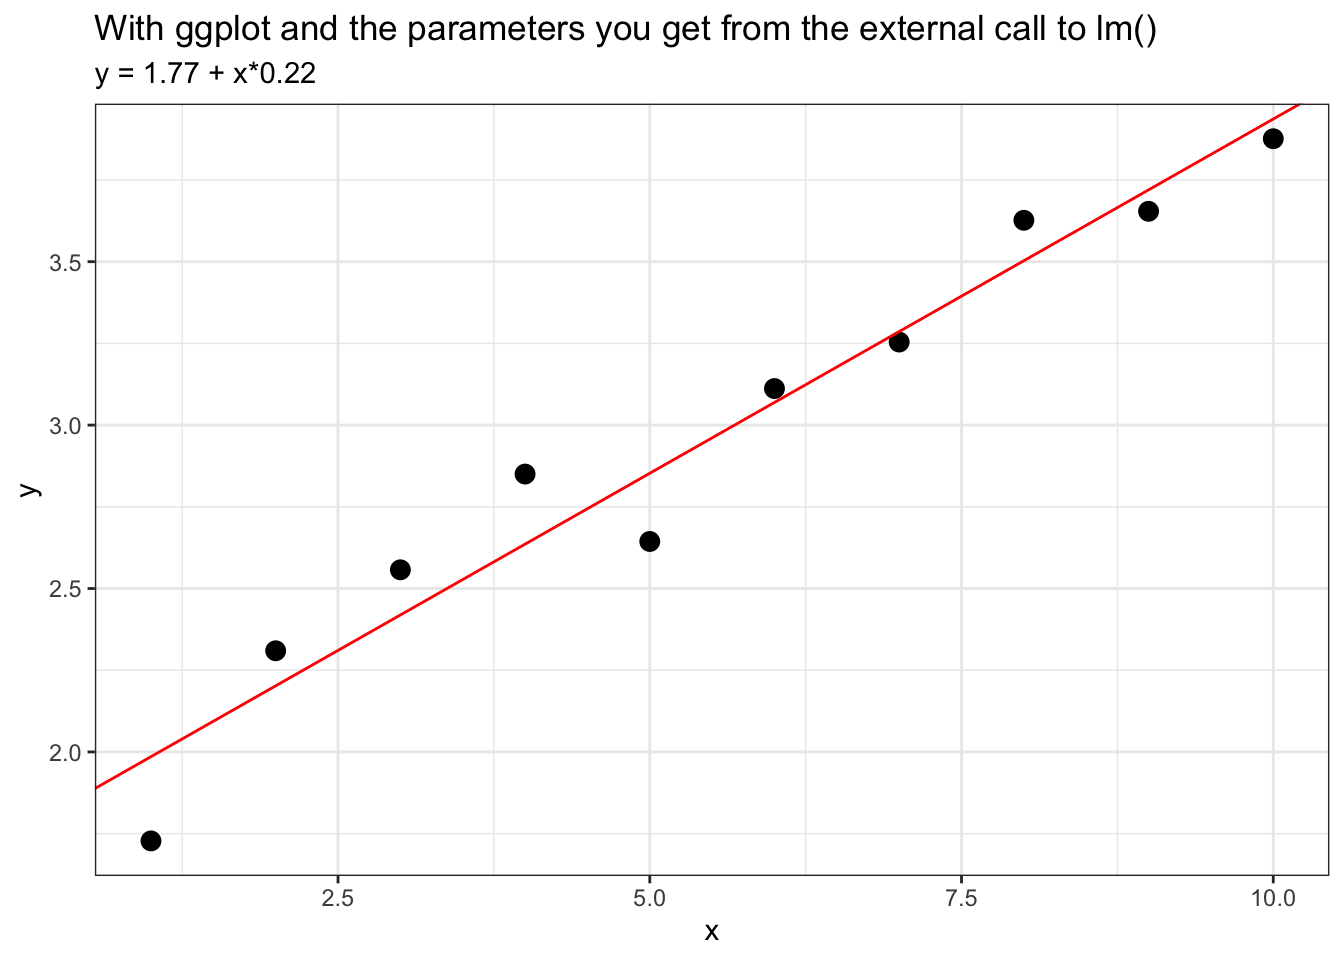 With ggplot and the parameters you get from the external call to lm()
y = 1.77 + x*0.22
3.5
3.0
2.5
2.0
y
2.5
5.0
7.5
10.0
x